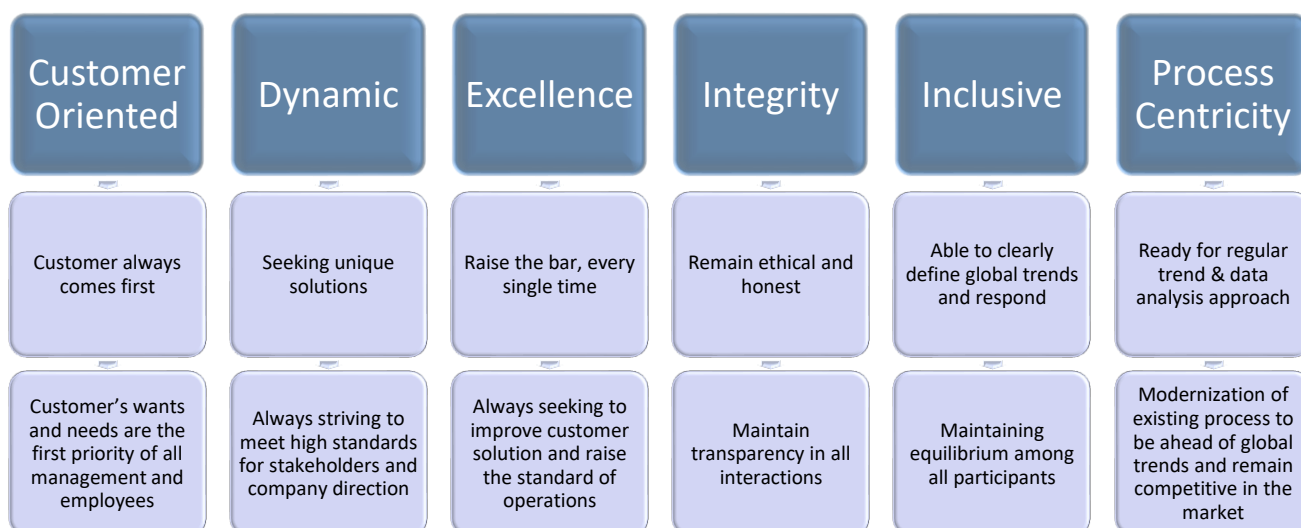 Customer
Oriented
Dynamic
Excellence
Integrity
Inclusive
Process
Centricity
Customer always
comes first
Seeking unique
solutions
Raise the bar, every
single time
Remain ethical and
honest
Able to clearly
define global trends
and respond
Ready for regular
trend & data
analysis approach
Customer’s wants
and needs are the
first priority of all
management and
employees
Always striving to
meet high standards
for stakeholders and
company direction
Always seeking to
improve customer
solution and raise
the standard of
operations
Maintain
transparency in all
interactions
Maintaining
equilibrium among
all participants
Modernization of
existing process to
be ahead of global
trends and remain
competitive in the
market